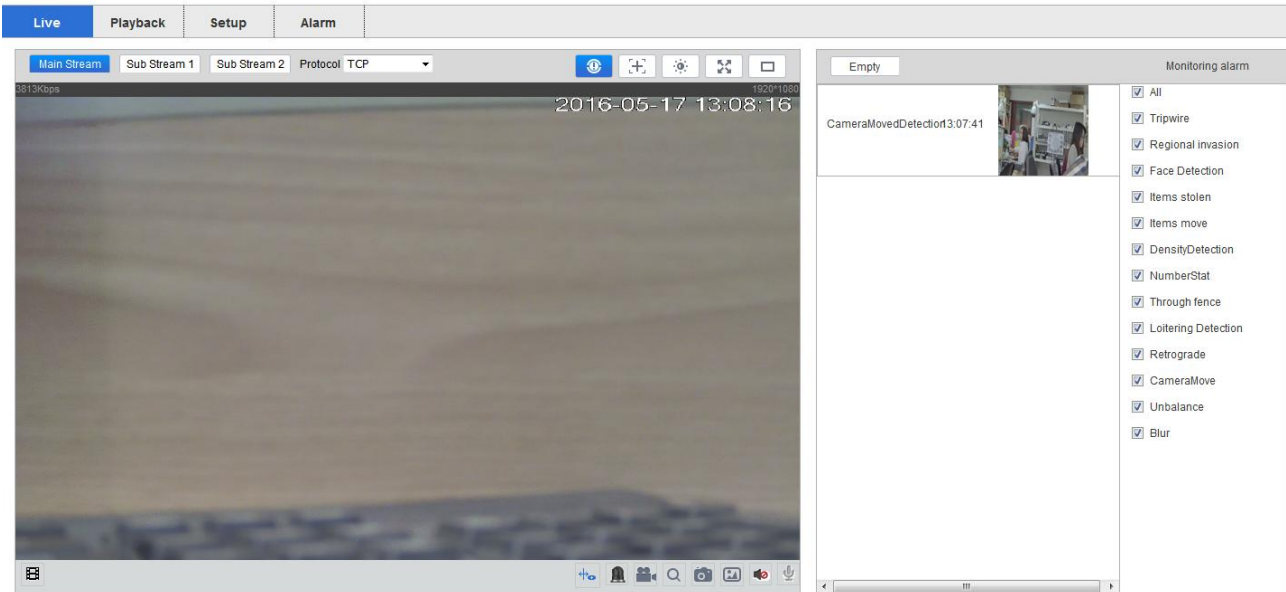 Live Playback Setup Alarm
Main Stream Sub Stream 1 Sub Stream 2 Protocol TCP
3813Kbps 1920*1080
2016-05-17 13:08:16
Empty Monitoring alarm
CameraMovedDetection13:07:41
All
Tripwire
Regional invasion
Face Detection
Items stolen
Items move
DensityDetection
NumberStat
Through fence
Loitering Detection
Retrograde
CameraMove
Unbalance
Blur